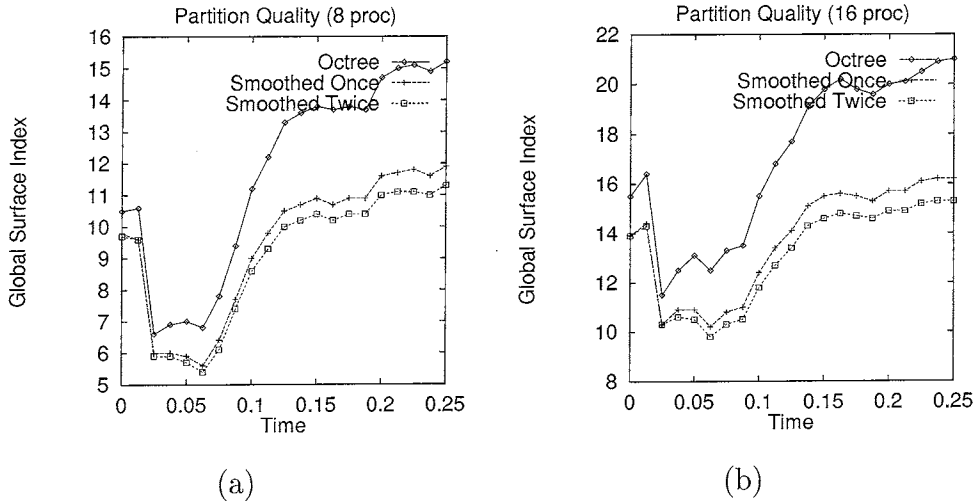 Partition Quality (8 proc)
16
15
14
13
12
11
10
9
8
7
6
5
Global Surface Index
Octree
Smoothed Once
Smoothed Twice
0
0.05
0.1
0.15
0.2
0.25
Time
(a)
Partition Quality (16 proc)
22
20
18
16
14
12
10
8
Global Surface Index
Octree
Smoothed Once
Smoothed Twice
0
0.05
0.1
0.15
0.2
0.25
Time
(b)